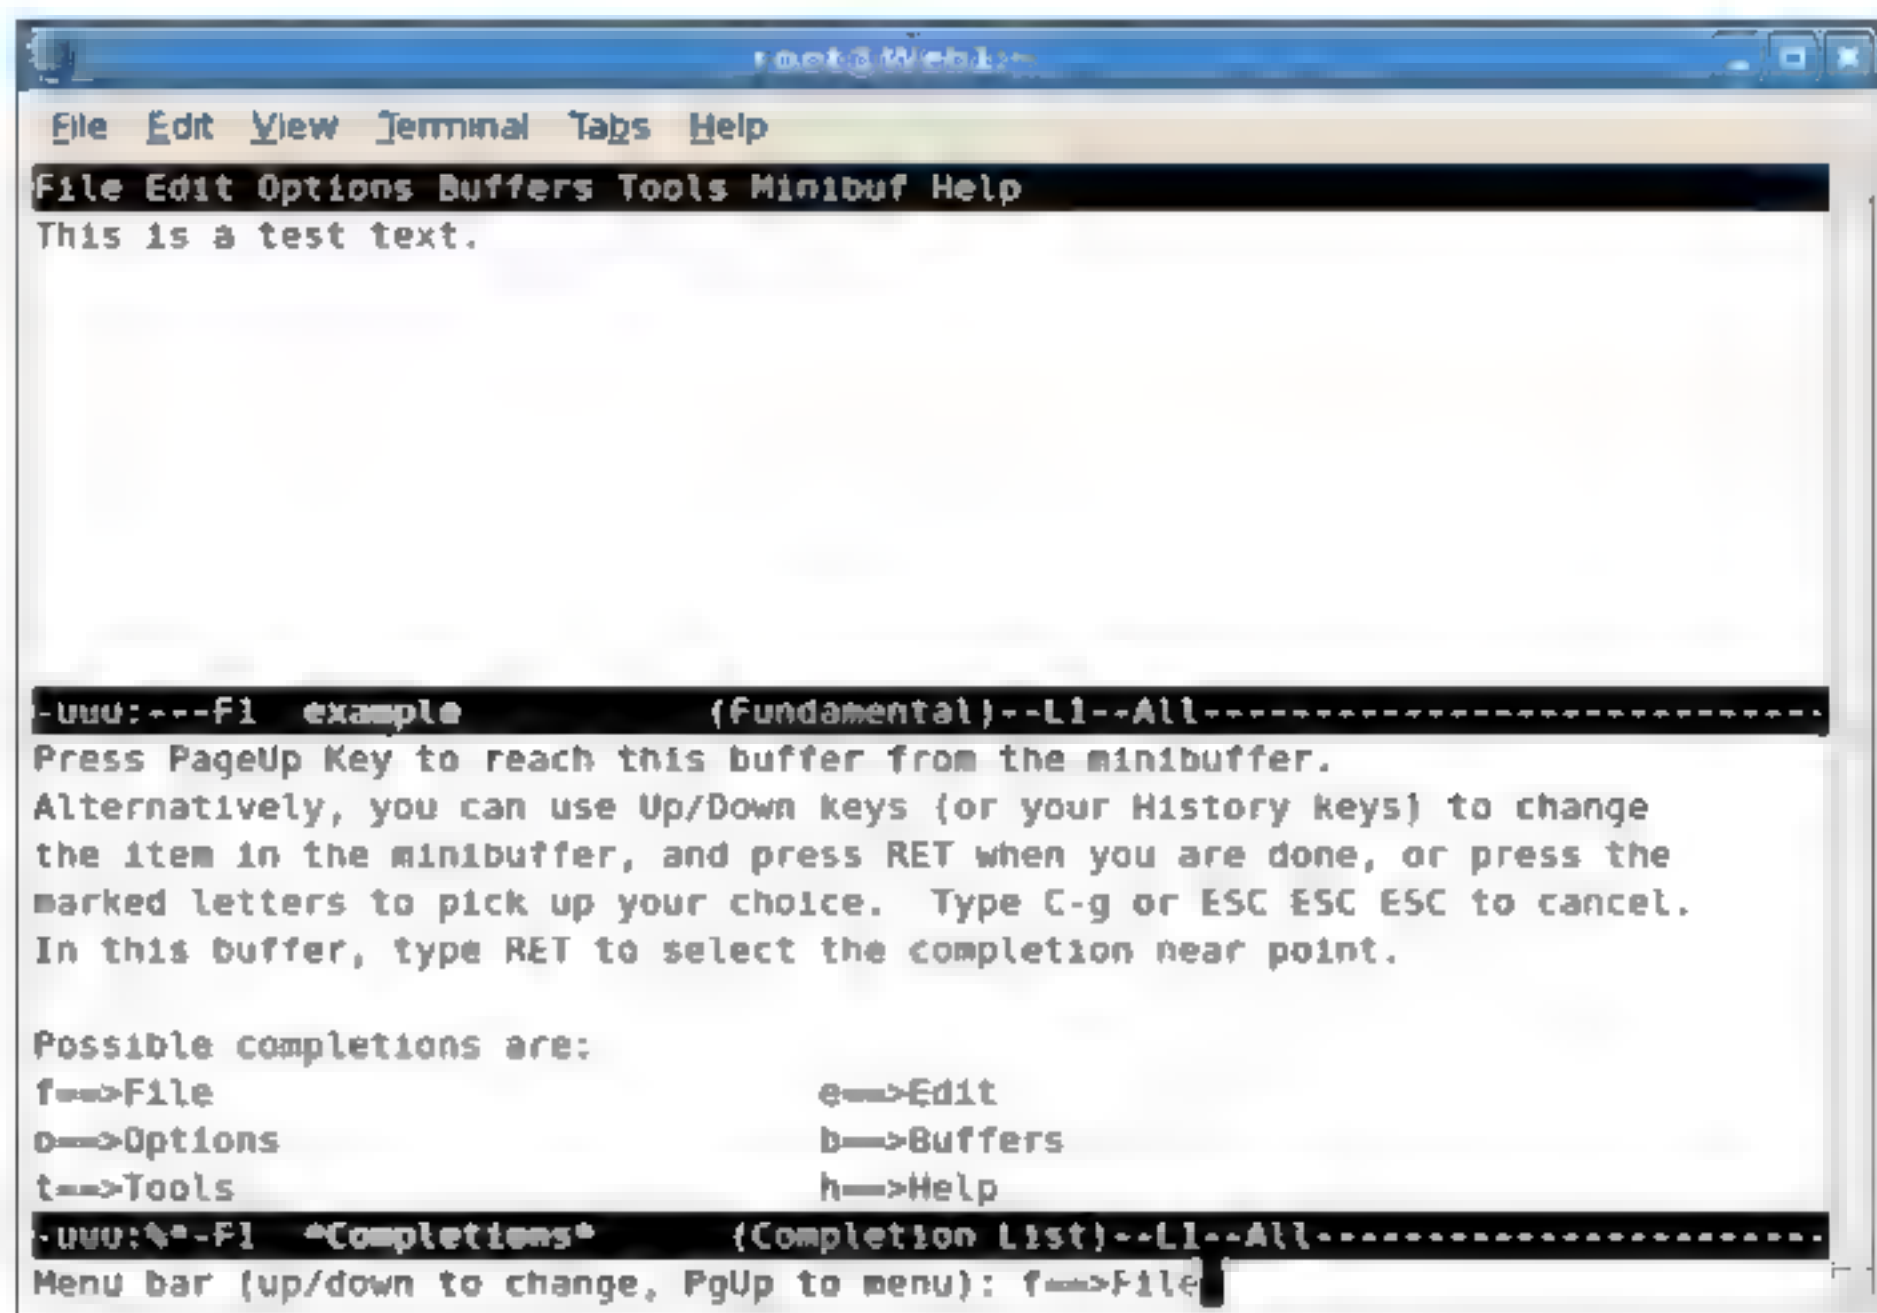 File Edit View Terminal Tabs Help
File Edit Options Buffers Tools Minibuf Help
This is a test text.
-uuu:---F1  example            (Fundamental)--L1--All----------------------------
Press PageUp Key to reach this buffer from the minibuffer.
Alternatively, you can use Up/Down keys (or your History keys) to change
the item in the minibuffer, and press RET when you are done, or press the
marked letters to pick up your choice.  Type C-g or ESC ESC ESC to cancel.
In this buffer, type RET to select the completion near point.
Possible completions are:
f==>File                           e==>Edit
o==>Options                        b==>Buffers
t==>Tools                          h==>Help
-uuu:%*-F1  *Completions*      (Completion List)--L1--All-----------------------
Menu bar (up/down to change, PgUp to menu): f==>File